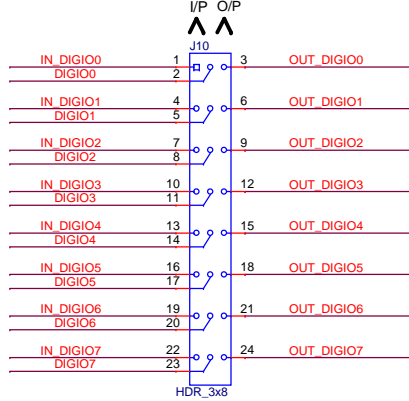 I/P O/P
J10
IN_DIGIO0 1 3 OUT_DIGIO0
DIGIO0 2
IN_DIGIO1 4 6 OUT_DIGIO1
DIGIO1 5
IN_DIGIO2 7 9 OUT_DIGIO2
DIGIO2 8
IN_DIGIO3 10 12 OUT_DIGIO3
DIGIO3 11
IN_DIGIO4 13 15 OUT_DIGIO4
DIGIO4 14
IN_DIGIO5 16 18 OUT_DIGIO5
DIGIO5 17
IN_DIGIO6 19 21 OUT_DIGIO6
DIGIO6 20
IN_DIGIO7 22 24 OUT_DIGIO7
DIGIO7 23
HDR_3x8